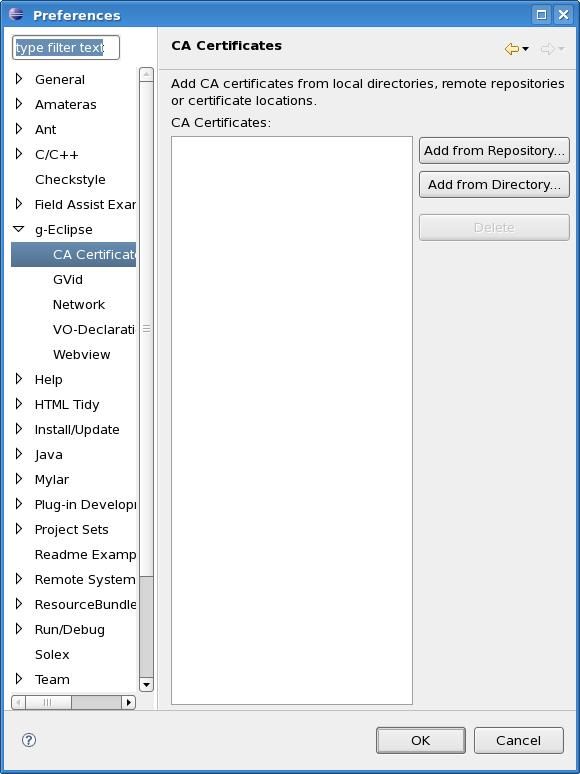 Preferences
type filter text
General
Amateras
Ant
C/C++
Checkstyle
Field Assist Exar
g-Eclipse
CA Certificat
GVid
Network
VO-Declarati
Webview
Help
HTML Tidy
Install/Update
Java
Mylar
Plug-in Develop
Project Sets
Readme Examp
Remote System
ResourceBundle
Run/Debug
Solex
Team
CA Certificates
Add CA certificates from local directories, remote repositories
or certificate locations.
CA Certificates:
Add from Repository...
Add from Directory...
Delete
OK
Cancel